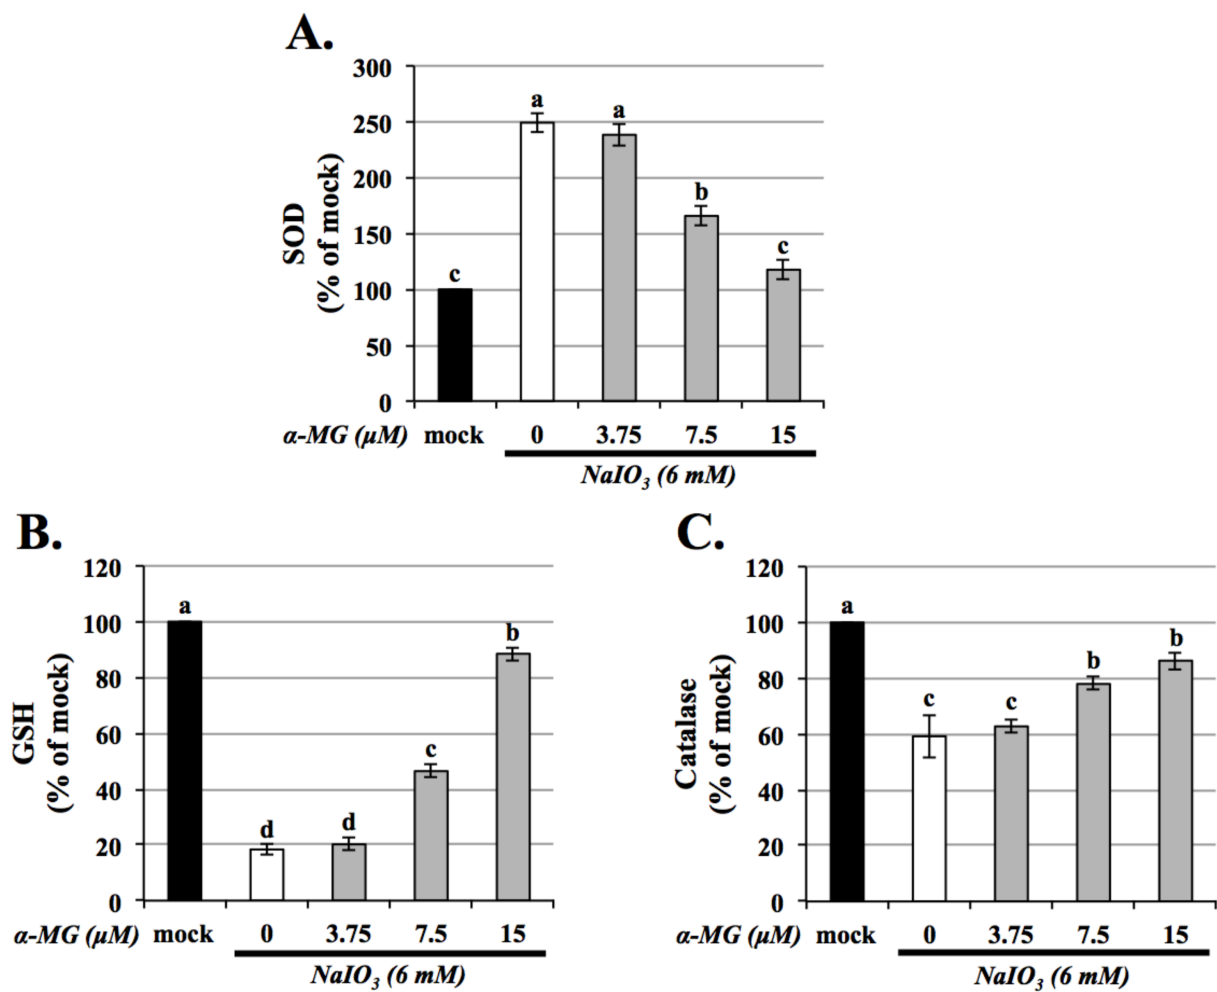 A.
SOD
(% of mock)
300
250
200
150
100
50
0
a
a
b
c
c
α-MG (μM) mock 0 3.75 7.5 15
NaIO₃ (6 mM)
B.
GSH
(% of mock)
120
100
80
60
40
20
0
a
b
c
d
d
α-MG (μM) mock 0 3.75 7.5 15
NaIO₃ (6 mM)
C.
Catalase
(% of mock)
120
100
80
60
40
20
0
a
b
b
c
c
α-MG (μM) mock 0 3.75 7.5 15
NaIO₃ (6 mM)